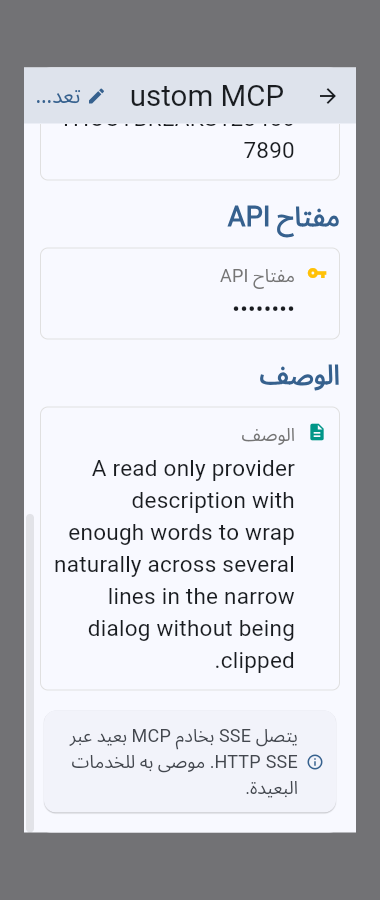 ustom MCP
تعد...
7890
مفتاح API
مفتاح API
••••••••
الوصف
الوصف
A read only provider
description with
enough words to wrap
naturally across several
lines in the narrow
dialog without being
clipped.
يتصل SSE بخادم MCP بعيد عبر
HTTP SSE. موصى به للخدمات
البعيدة.